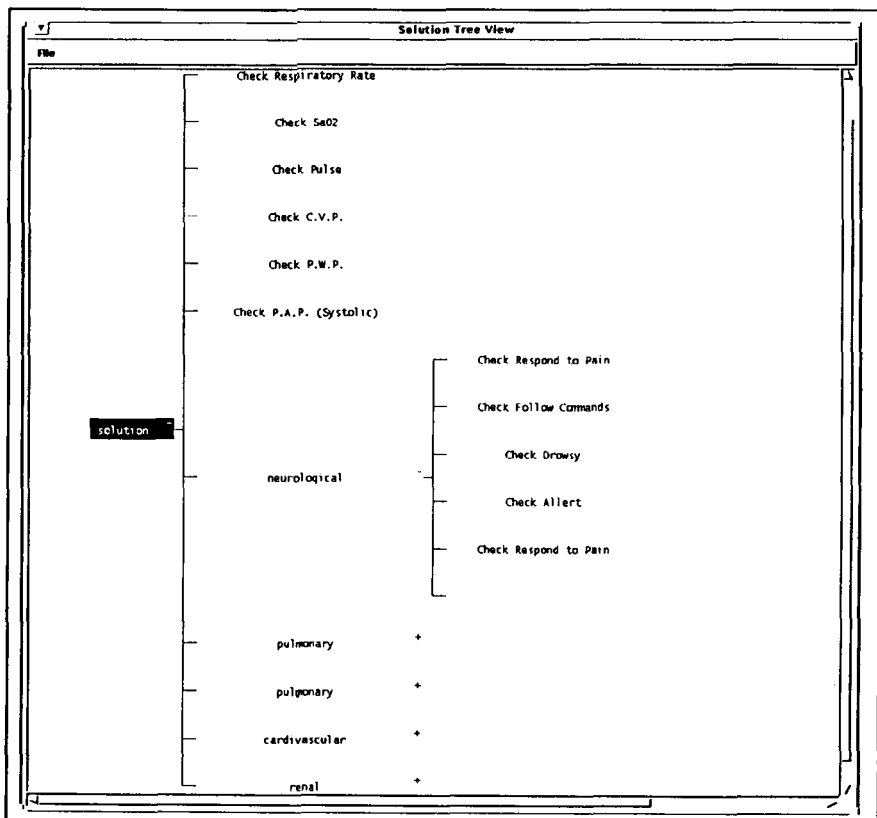 Solution Tree View
File
Check Respiratory Rate
Check SaO2
Check Pulse
Check C.V.P.
Check P.W.P.
Check P.A.P. (Systolic)
Check Respond to Pain
solution -
Check Follow Commands
Check Drowsy
neurological -
Check Allert
Check Respond to Pain
pulmonary +
pulmonary +
cardivascular +
renal +